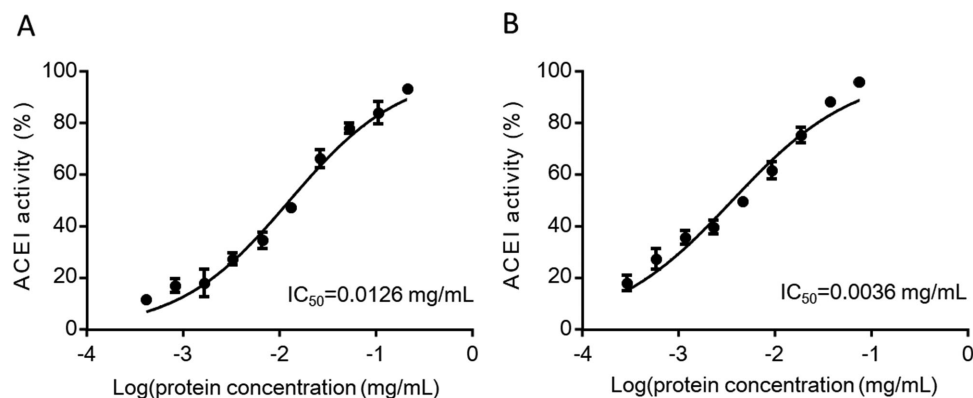 A
100
80
60
40
20
0
ACEI activity (%)
IC50=0.0126 mg/mL
-4 -3 -2 -1 0
Log(protein concentration (mg/mL)
B
100
80
60
40
20
0
ACEI activity (%)
IC50=0.0036 mg/mL
-4 -3 -2 -1 0
Log(protein concentration (mg/mL)